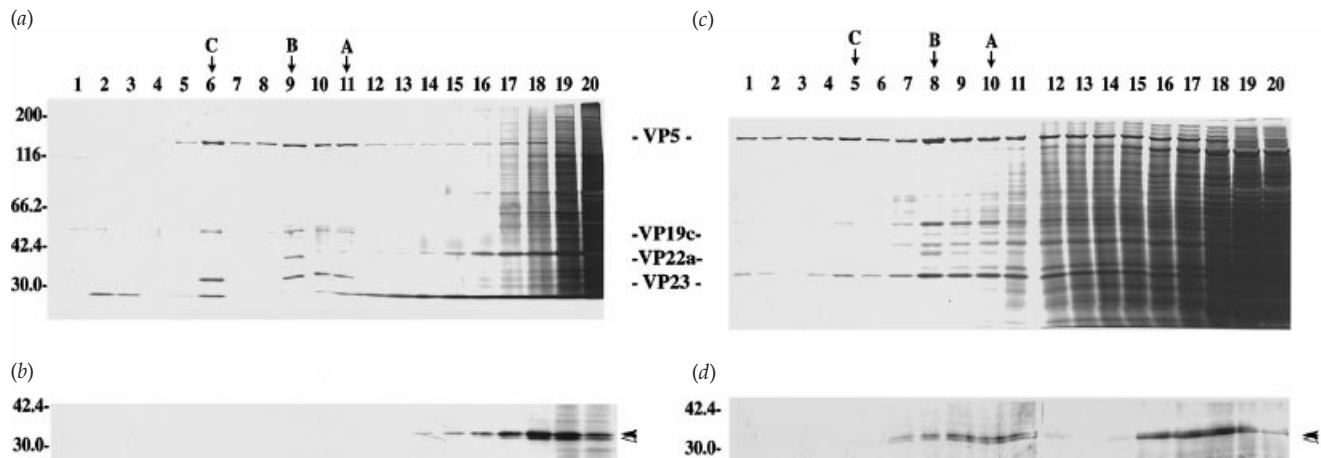 (a)
C B A
1 2 3 4 5 6 7 8 9 10 11 12 13 14 15 16 17 18 19 20
200-
116-
66.2-
42.4-
30.0-
- VP5 -
-VP19c-
-VP22a-
- VP23 -
(c)
C B A
1 2 3 4 5 6 7 8 9 10 11 12 13 14 15 16 17 18 19 20
(b)
42.4-
30.0-
(d)
42.4-
30.0-